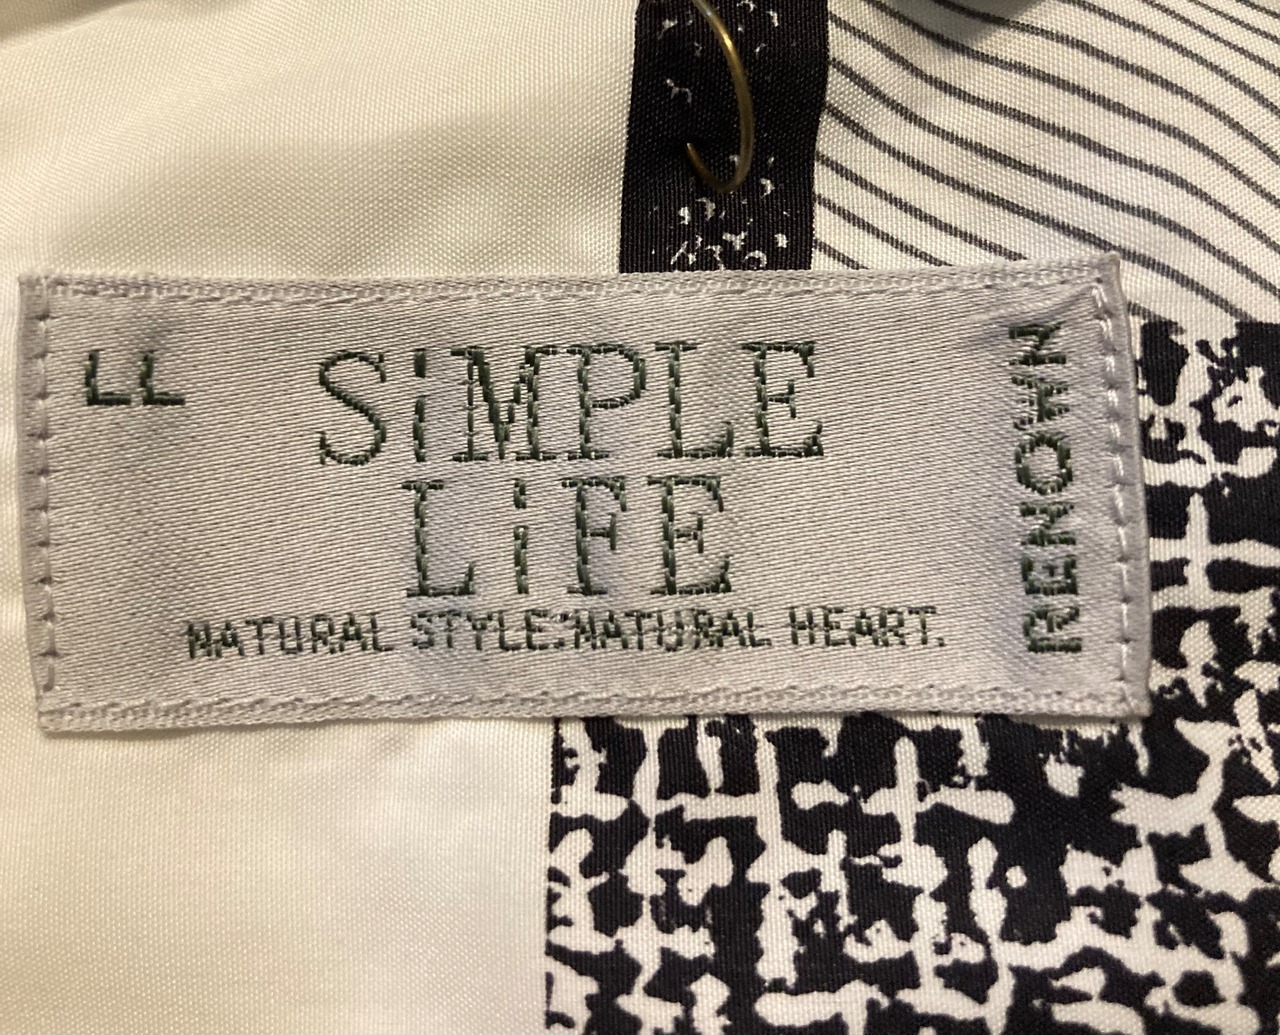 LL
SiMPLE
LiFE
NATURAL STYLE:NATURAL HEART.
RENOWN